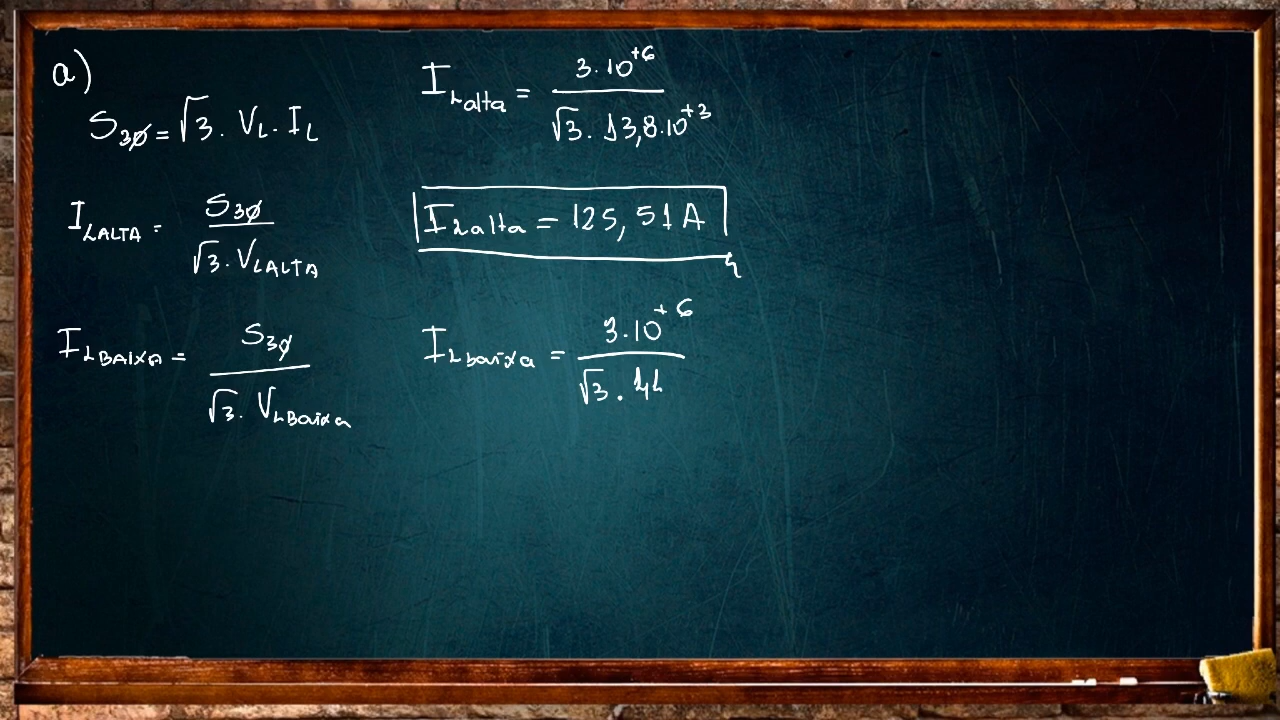 a)
S3ø = √3 . VL . IL
ILALTA = S3ø / √3 . VLALTA
ILBAIXA = S3ø / √3 . VLBaixa
ILalta = 3.10^+6 / √3 . 13,8.10^+3
ILalta = 125,51 A
ILbaixa = 3.10^+6 / √3 .